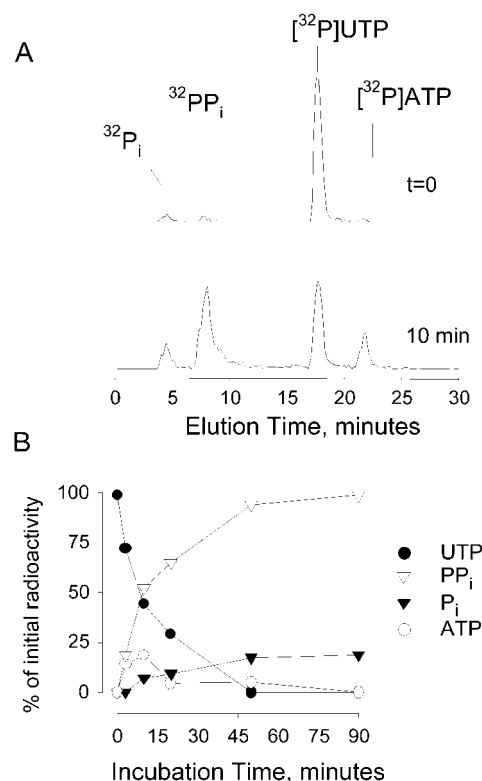 A
[³²P]UTP
³²PPᵢ
[³²P]ATP
³²Pᵢ
t=0
10 min
0 5 10 15 20 25 30
Elution Time, minutes
B
% of initial radioactivity
100
75
50
25
0
UTP
PPᵢ
Pᵢ
ATP
0 15 30 45 60 75 90
Incubation Time, minutes